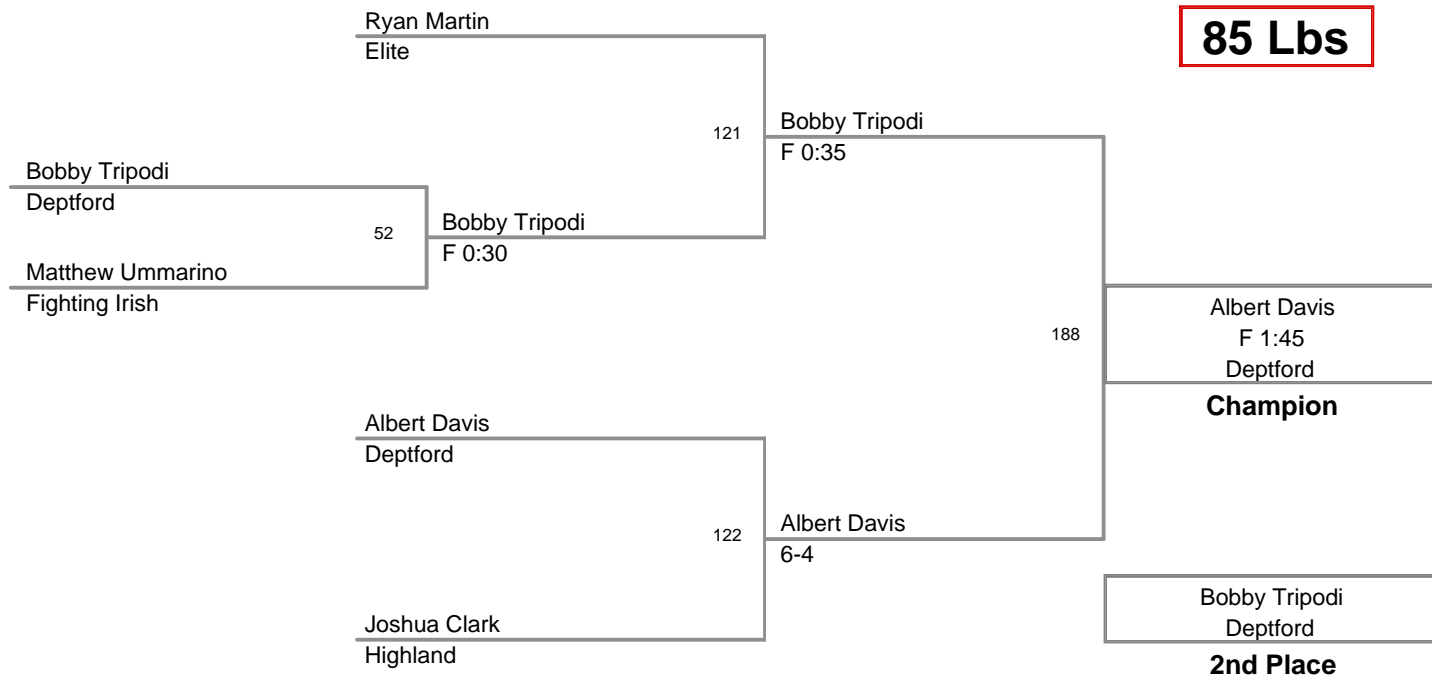 Ryan Martin
Elite
85 Lbs
121
Bobby Tripodi
F 0:35
Bobby Tripodi
Deptford
52
Bobby Tripodi
F 0:30
Matthew Ummarino
Fighting Irish
188
Albert Davis
F 1:45
Deptford
Champion
Albert Davis
Deptford
122
Albert Davis
6-4
Joshua Clark
Highland
Bobby Tripodi
Deptford
2nd Place